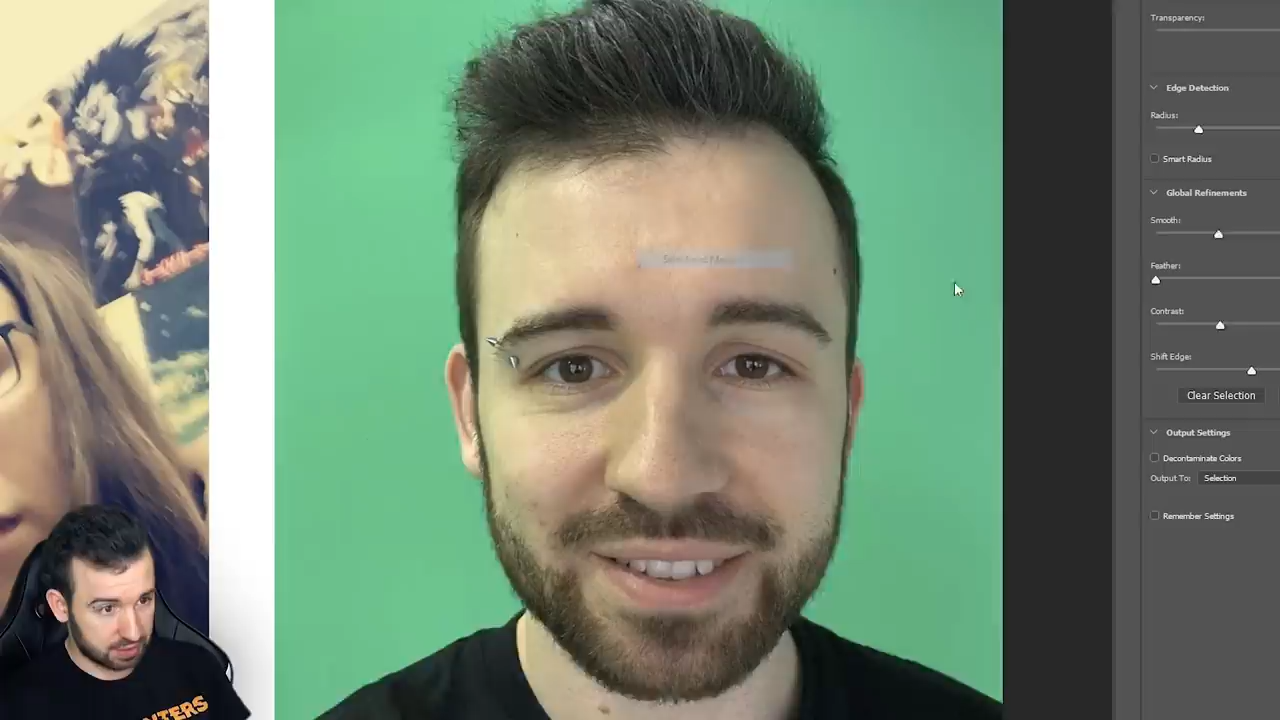 Transparency:
Edge Detection
Radius:
Smart Radius
Global Refinements
Smooth:
Feather:
Contrast:
Shift Edge:
Clear Selection
Output Settings
Decontaminate Colors
Output To: Selection
Remember Settings